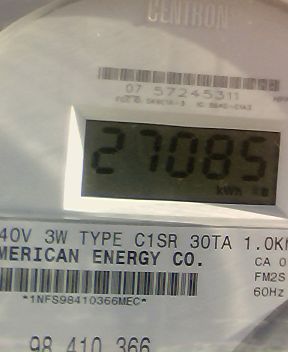 CENTRON
07 57245311
27085
kWh
40V 3W TYPE C1SR 30TA 1.0K
MERICAN ENERGY CO.
CA 0
FM2S
60Hz
*1NFS98410366MEC*
98 410 366